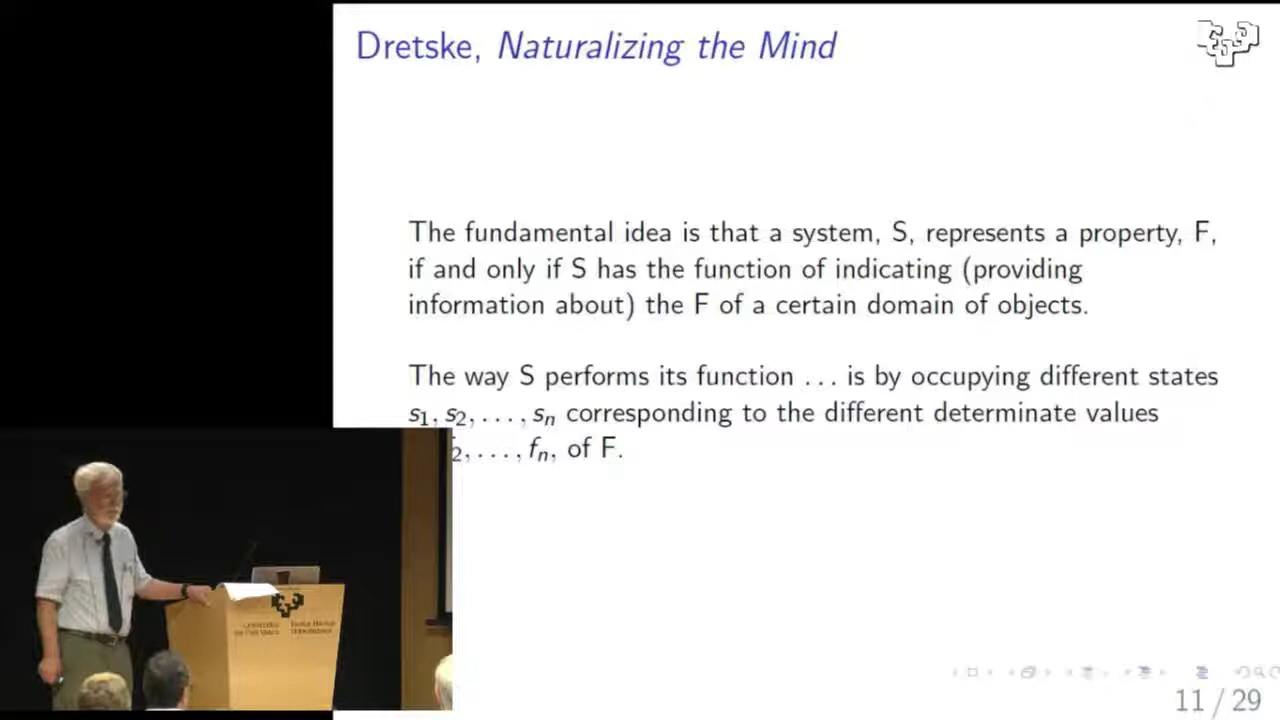 Dretske, Naturalizing the Mind
The fundamental idea is that a system, S, represents a property, F,
if and only if S has the function of indicating (providing
information about) the F of a certain domain of objects.
The way S performs its function ... is by occupying different states
s₁, s₂, ..., sₙ corresponding to the different determinate values
₂, ..., fₙ, of F.
11 / 29